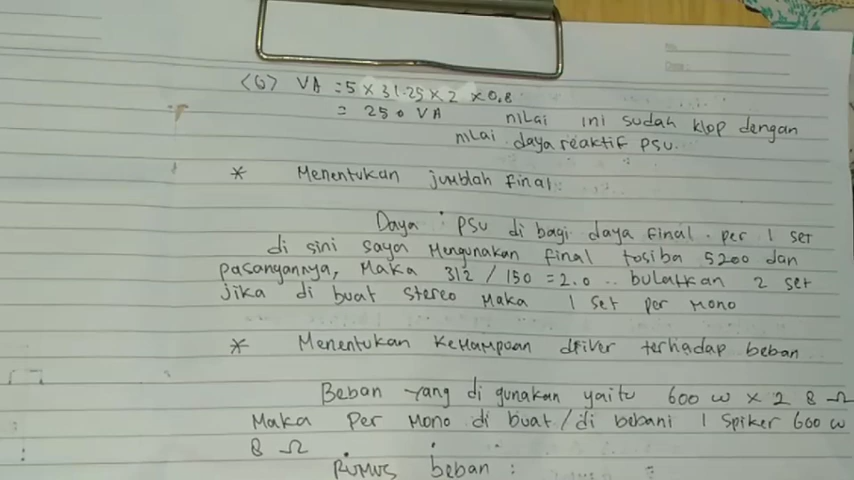 (6) VA = 5 x 31.25 x 2 x 0,8
= 250 VA nilai ini sudah klop dengan
nilai daya reaktif PSU.
* Menentukan jumblah final:
Daya PSU di bagi daya final per 1 set
di sini saya Mengunakan final tosiba 5200 dan
pasangannya, Maka 312 / 150 = 2.0 .. bulatkan 2 set
jika di buat stereo Maka 1 set per Mono
* Menentukan Kemampoan driver terhadap beban
Beban yang di gunakan yaitu 600 w x 2 8 Ω
Maka Per Mono di buat / di bebani 1 Spiker 600 w
8 Ω
Rumus beban :